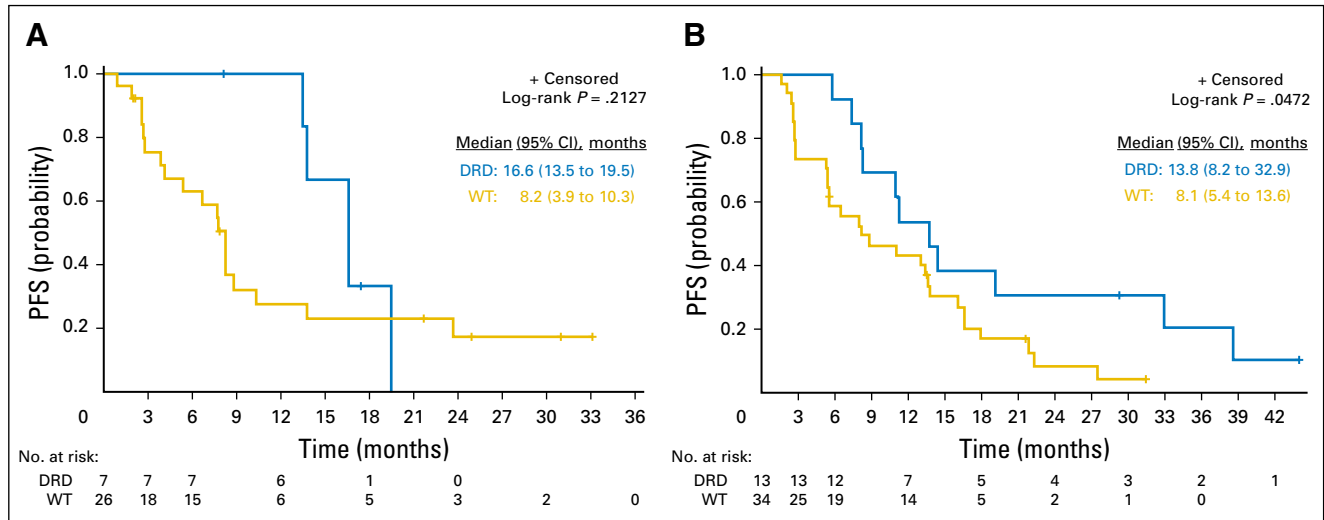 A
1.0
0.8
0.6
0.4
0.2
PFS (probability)
+ Censored
Log-rank P = .2127
Median (95% CI), months
DRD: 16.6 (13.5 to 19.5)
WT: 8.2 (3.9 to 10.3)
0 3 6 9 12 15 18 21 24 27 30 33 36
Time (months)
No. at risk:
DRD 7 7 7 6 1 0
WT 26 18 15 6 5 3 2 0
B
1.0
0.8
0.6
0.4
0.2
PFS (probability)
+ Censored
Log-rank P = .0472
Median (95% CI), months
DRD: 13.8 (8.2 to 32.9)
WT: 8.1 (5.4 to 13.6)
0 3 6 9 12 15 18 21 24 27 30 33 36 39 42
Time (months)
No. at risk:
DRD 13 13 12 7 5 4 3 2 1
WT 34 25 19 14 5 2 1 0